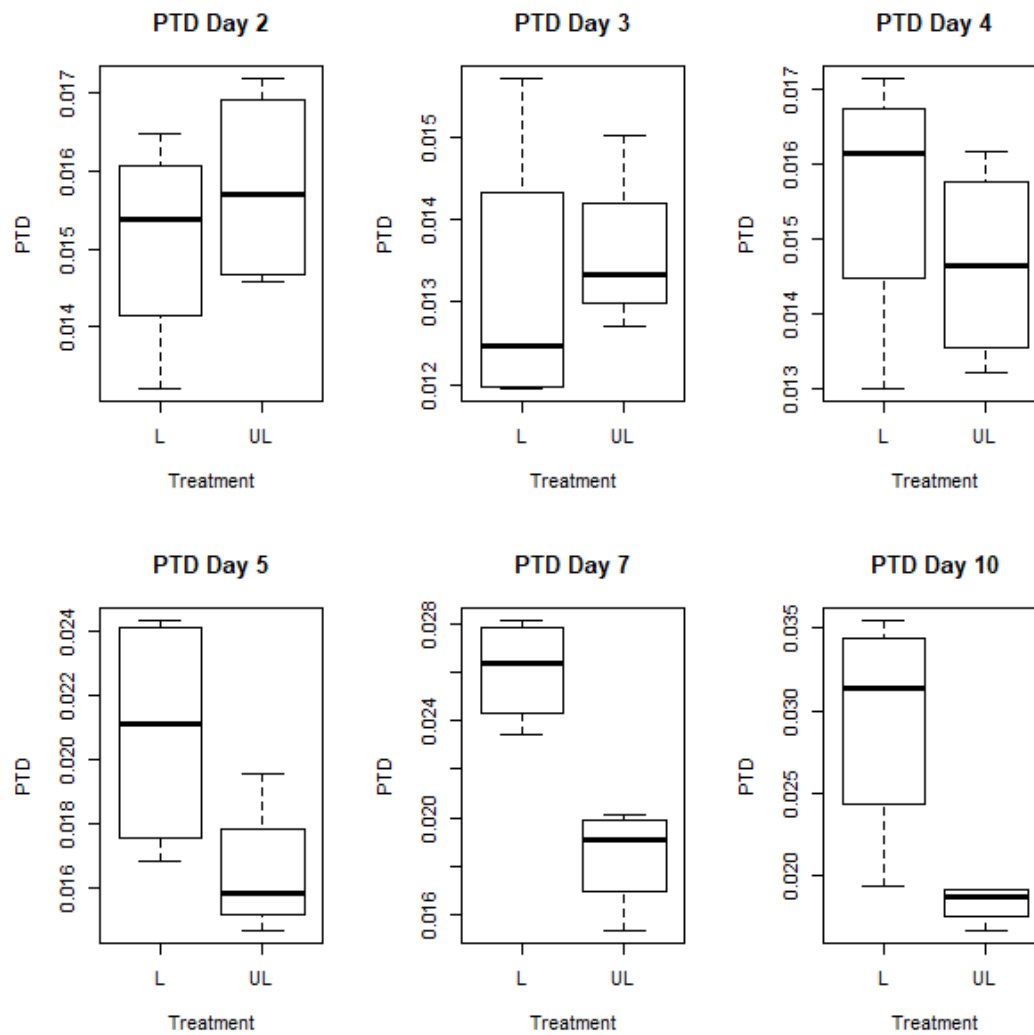 PTD Day 2
PTD
0.017
0.016
0.015
0.014
L UL
Treatment
PTD Day 3
PTD
0.015
0.014
0.013
0.012
L UL
Treatment
PTD Day 4
PTD
0.017
0.016
0.015
0.014
0.013
L UL
Treatment
PTD Day 5
PTD
0.024
0.022
0.020
0.018
0.016
L UL
Treatment
PTD Day 7
PTD
0.028
0.024
0.020
0.016
L UL
Treatment
PTD Day 10
PTD
0.035
0.030
0.025
0.020
L UL
Treatment